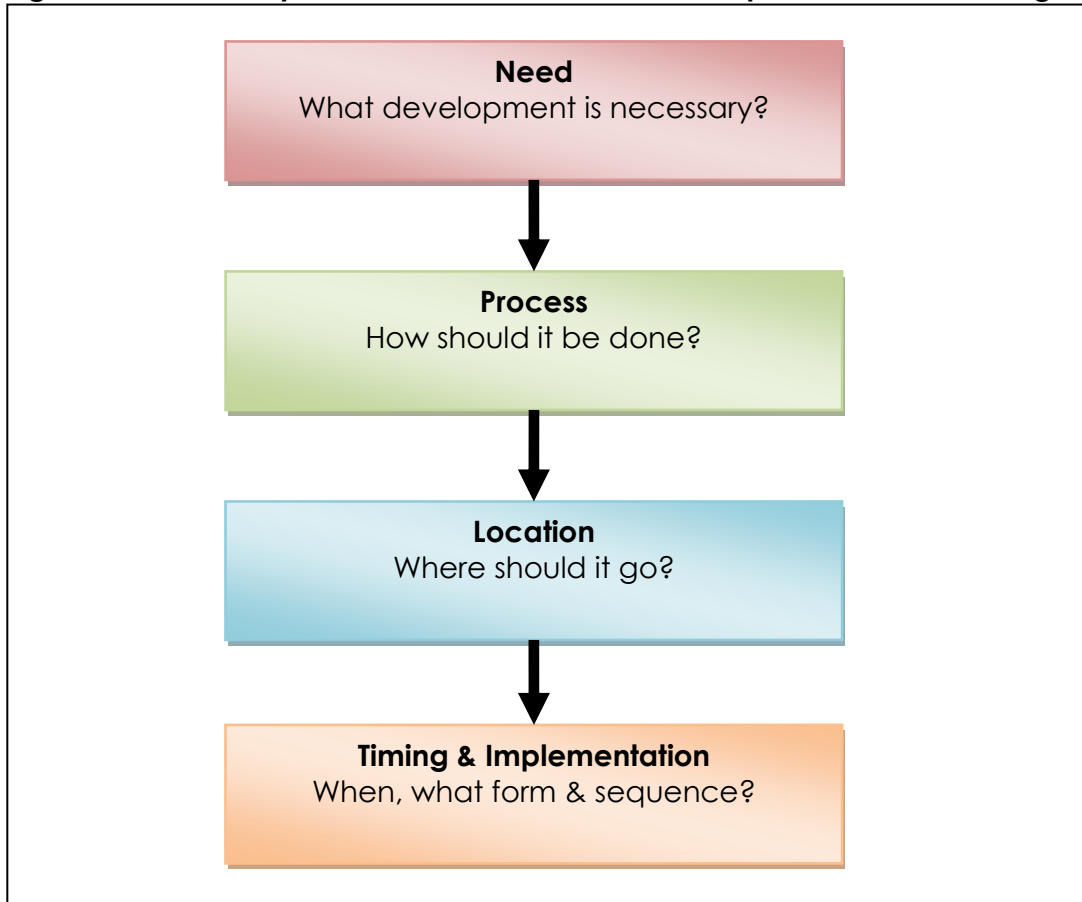 Need
What development is necessary?
Process
How should it be done?
Location
Where should it go?
Timing & Implementation
When, what form & sequence?